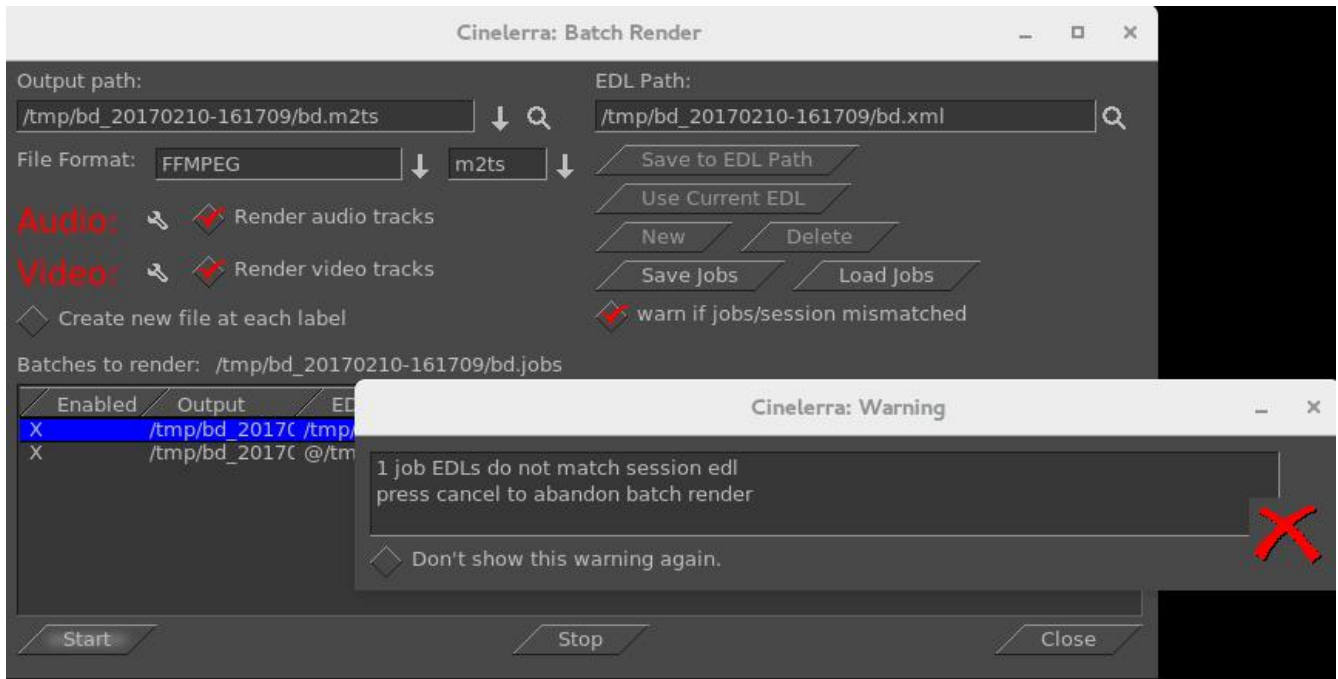 Cinelerra: Batch Render
Output path:
EDL Path:
/tmp/bd_20170210-161709/bd.m2ts
/tmp/bd_20170210-161709/bd.xml
File Format:
FFMPEG
m2ts
Save to EDL Path
Use Current EDL
Audio:
Render audio tracks
New
Delete
Video:
Render video tracks
Save Jobs
Load Jobs
Create new file at each label
warn if jobs/session mismatched
Batches to render: /tmp/bd_20170210-161709/bd.jobs
Enabled Output ED
X /tmp/bd_2017( /tmp/
X /tmp/bd_2017( @/tm
Cinelerra: Warning
1 job EDLs do not match session edl
press cancel to abandon batch render
Don't show this warning again.
Start
Stop
Close